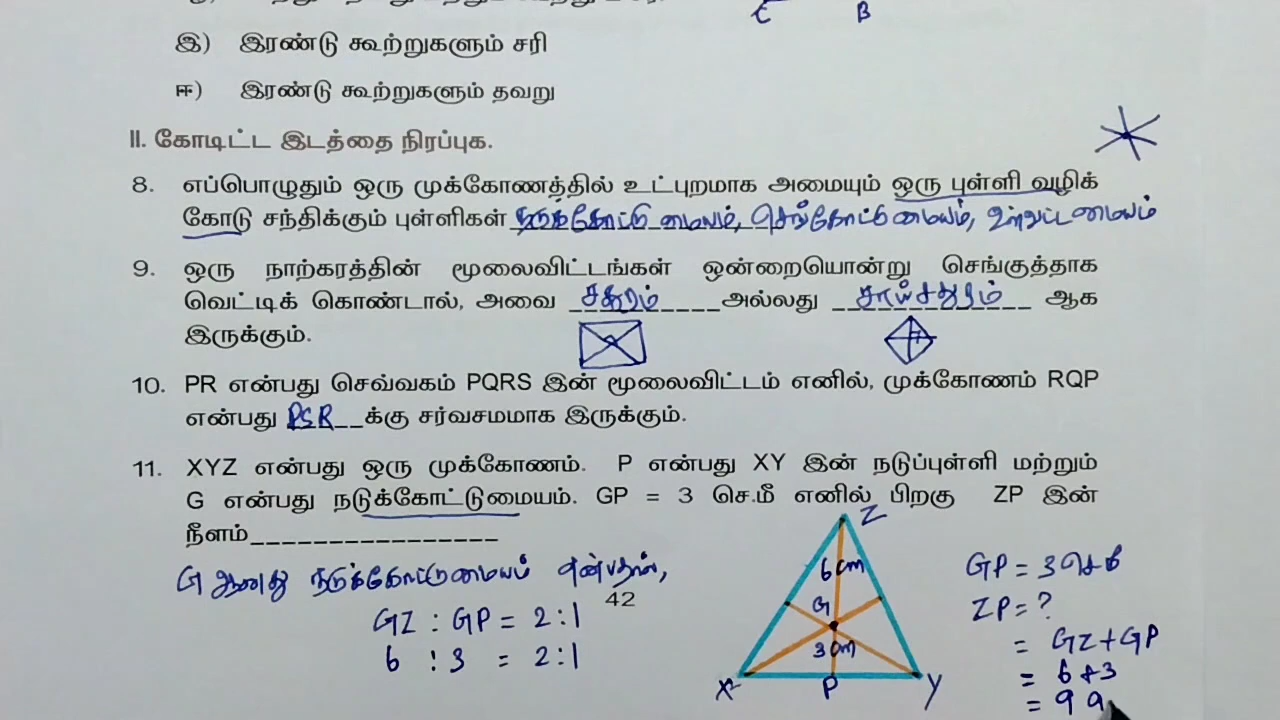 C B
இ) இரண்டு கூற்றுகளும் சரி
ஈ) இரண்டு கூற்றுகளும் தவறு
II. கோடிட்ட இடத்தை நிரப்புக.
8. எப்பொழுதும் ஒரு முக்கோணத்தில் உட்புறமாக அமையும் ஒரு புள்ளி வழிக்
கோடு சந்திக்கும் புள்ளிகள் நடுக்கோட்டு மையம், செங்கோட்டுமையம், உள்வட்டமையம்
9. ஒரு நாற்கரத்தின் மூலைவிட்டங்கள் ஒன்றையொன்று செங்குத்தாக
வெட்டிக் கொண்டால், அவை சதுரம் அல்லது சாய்சதுரம் ஆக
இருக்கும்.
10. PR என்பது செவ்வகம் PQRS இன் மூலைவிட்டம் எனில், முக்கோணம் RQP
என்பது PSR க்கு சர்வசமமாக இருக்கும்.
11. XYZ என்பது ஒரு முக்கோணம். P என்பது XY இன் நடுப்புள்ளி மற்றும்
G என்பது நடுக்கோட்டுமையம். GP = 3 செ.மீ எனில் பிறகு ZP இன்
நீளம்________________
G ஆனது நடுக்கோட்டுமையம் என்பதால்,
GZ : GP = 2:1
6 : 3 = 2:1
42
Z
6 cm
G
3 cm
X P Y
GP = 3 செமீ
ZP = ?
= GZ + GP
= 6 + 3
= 9